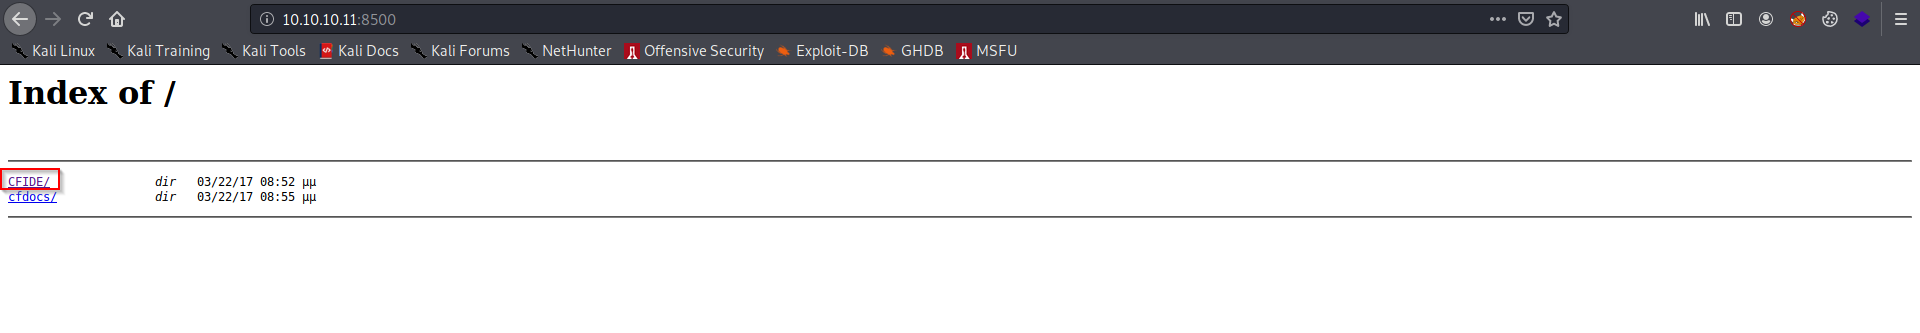 10.10.10.11:8500
Kali Linux Kali Training Kali Tools Kali Docs Kali Forums NetHunter Offensive Security Exploit-DB GHDB MSFU
Index of /
CFIDE/ dir 03/22/17 08:52 μμ
cfdocs/ dir 03/22/17 08:55 μμ